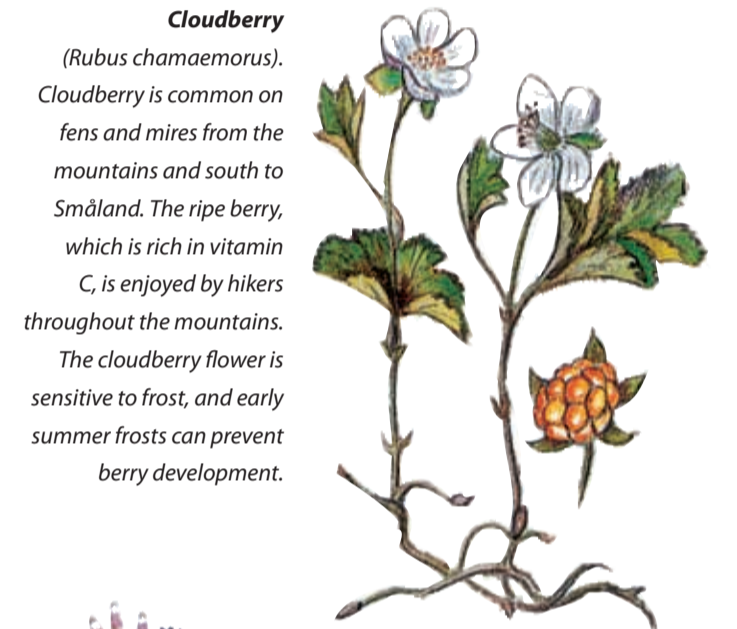 Cloudberry
(Rubus chamaemorus).
Cloudberry is common on
fens and mires from the
mountains and south to
Småland. The ripe berry,
which is rich in vitamin
C, is enjoyed by hikers
throughout the mountains.
The cloudberry flower is
sensitive to frost, and early
summer frosts can prevent
berry development.